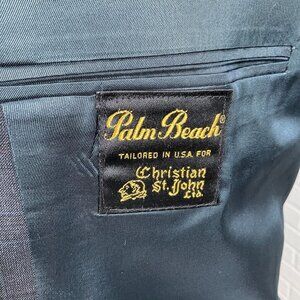 Palm Beach®
TAILORED IN U.S.A. FOR
Christian
St. John
Ltd.